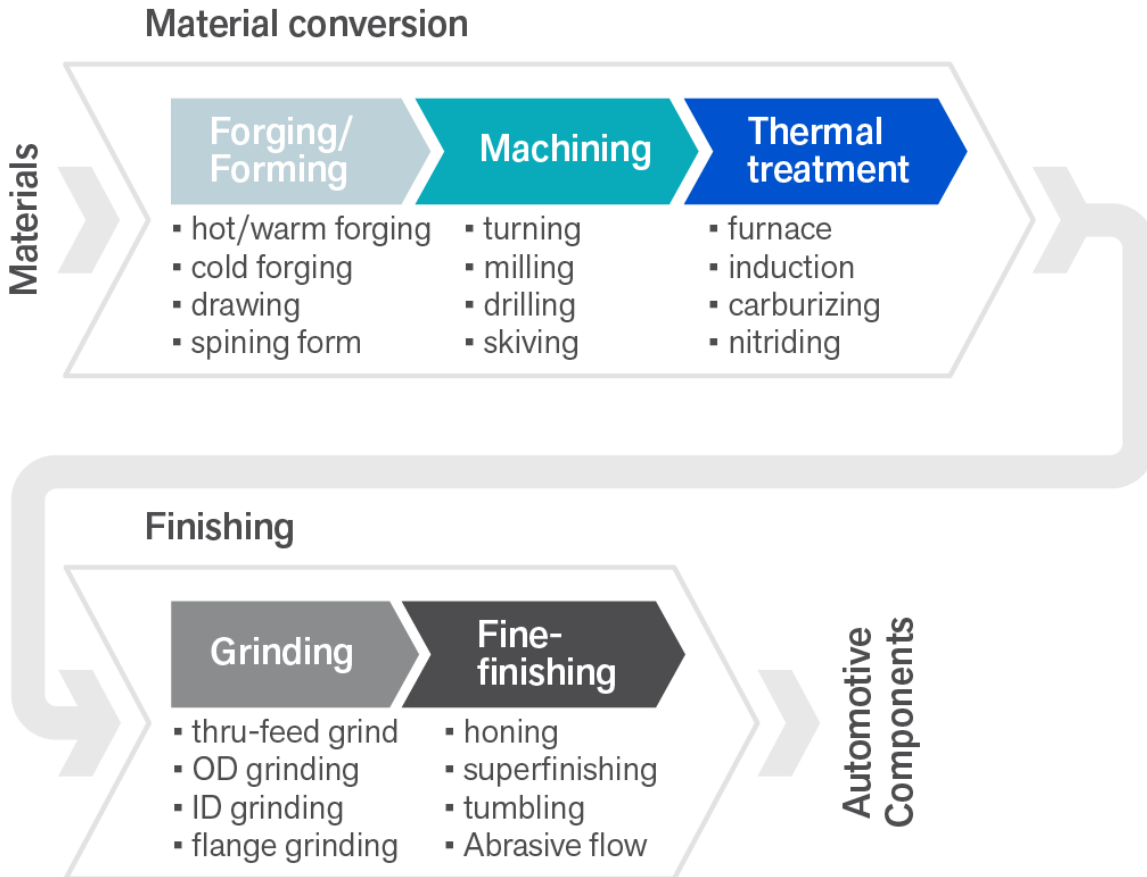 Material conversion
Materials
Forging/
Forming
▪ hot/warm forging
▪ cold forging
▪ drawing
▪ spining form
Machining
▪ turning
▪ milling
▪ drilling
▪ skiving
Thermal
treatment
▪ furnace
▪ induction
▪ carburizing
▪ nitriding
Finishing
Grinding
▪ thru-feed grind
▪ OD grinding
▪ ID grinding
▪ flange grinding
Fine-
finishing
▪ honing
▪ superfinishing
▪ tumbling
▪ Abrasive flow
Automotive
Components